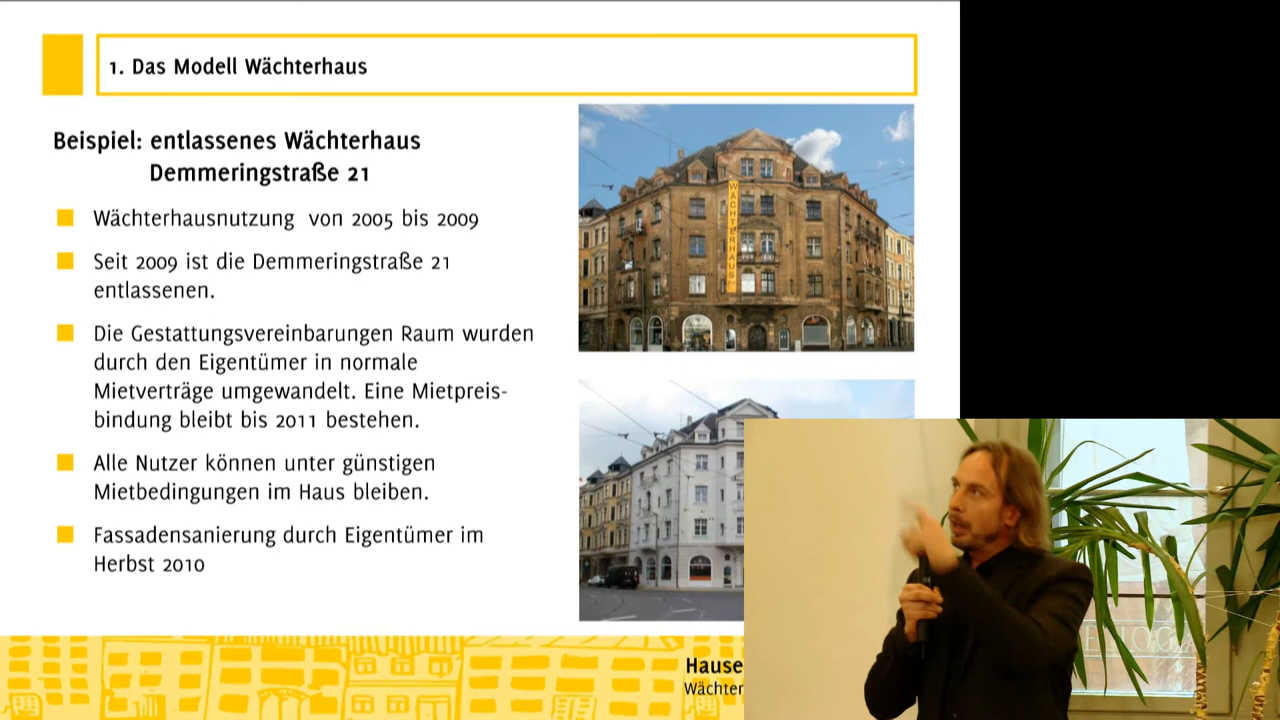 1. Das Modell Wächterhaus
Beispiel: entlassenes Wächterhaus
Demmeringstraße 21
Wächterhausnutzung von 2005 bis 2009
Seit 2009 ist die Demmeringstraße 21
entlassenen.
Die Gestattungsvereinbarungen Raum wurden
durch den Eigentümer in normale
Mietverträge umgewandelt. Eine Mietpreis-
bindung bleibt bis 2011 bestehen.
Alle Nutzer können unter günstigen
Mietbedingungen im Haus bleiben.
Fassadensanierung durch Eigentümer im
Herbst 2010
WÄCHTERHAUS
Hause
Wächter